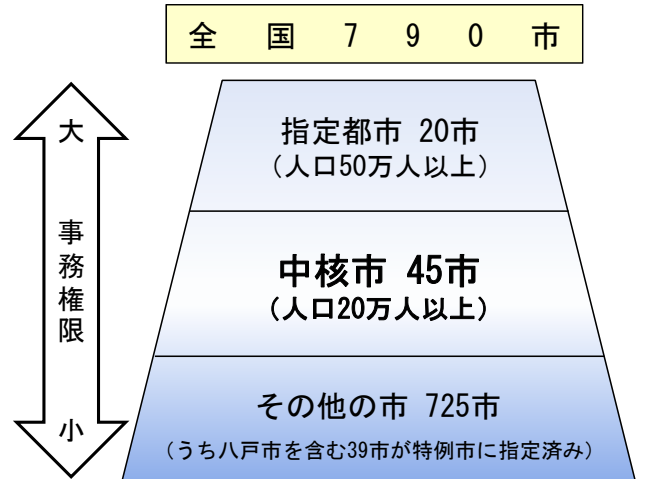 全国790市
大
事務権限
小
指定都市 20市
（人口50万人以上）
中核市 45市
（人口20万人以上）
その他の市 725市
（うち八戸市を含む39市が特例市に指定済み）